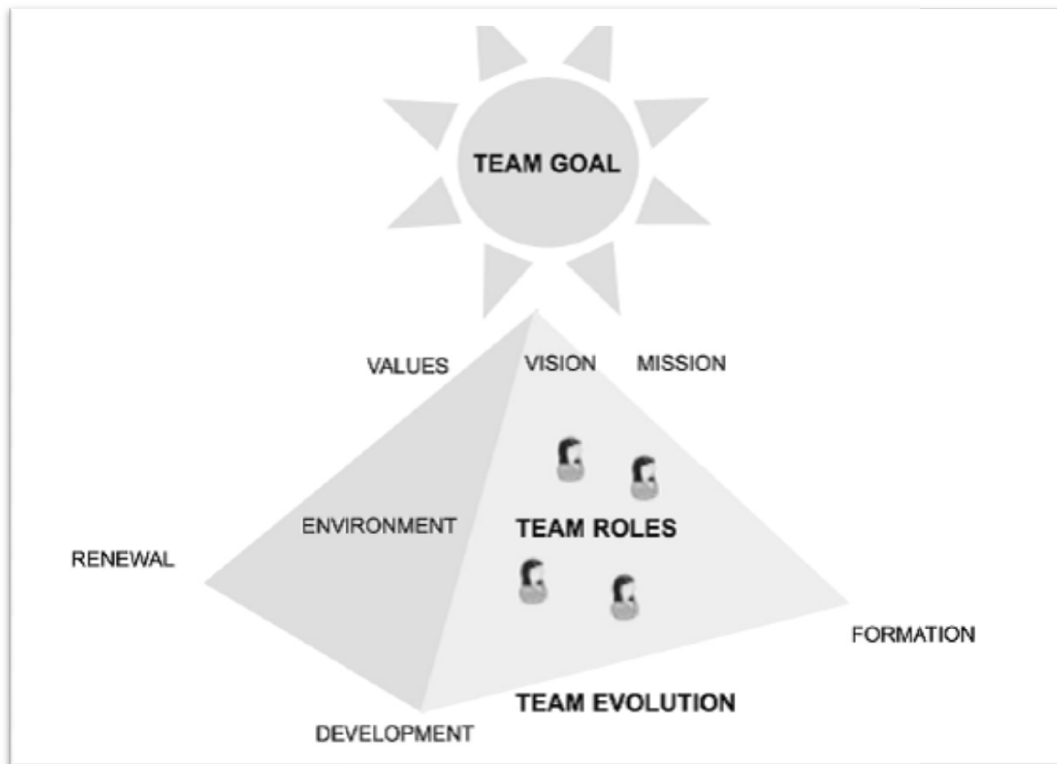 TEAM GOAL
VALUES VISION MISSION
ENVIRONMENT TEAM ROLES
RENEWAL
FORMATION
TEAM EVOLUTION
DEVELOPMENT